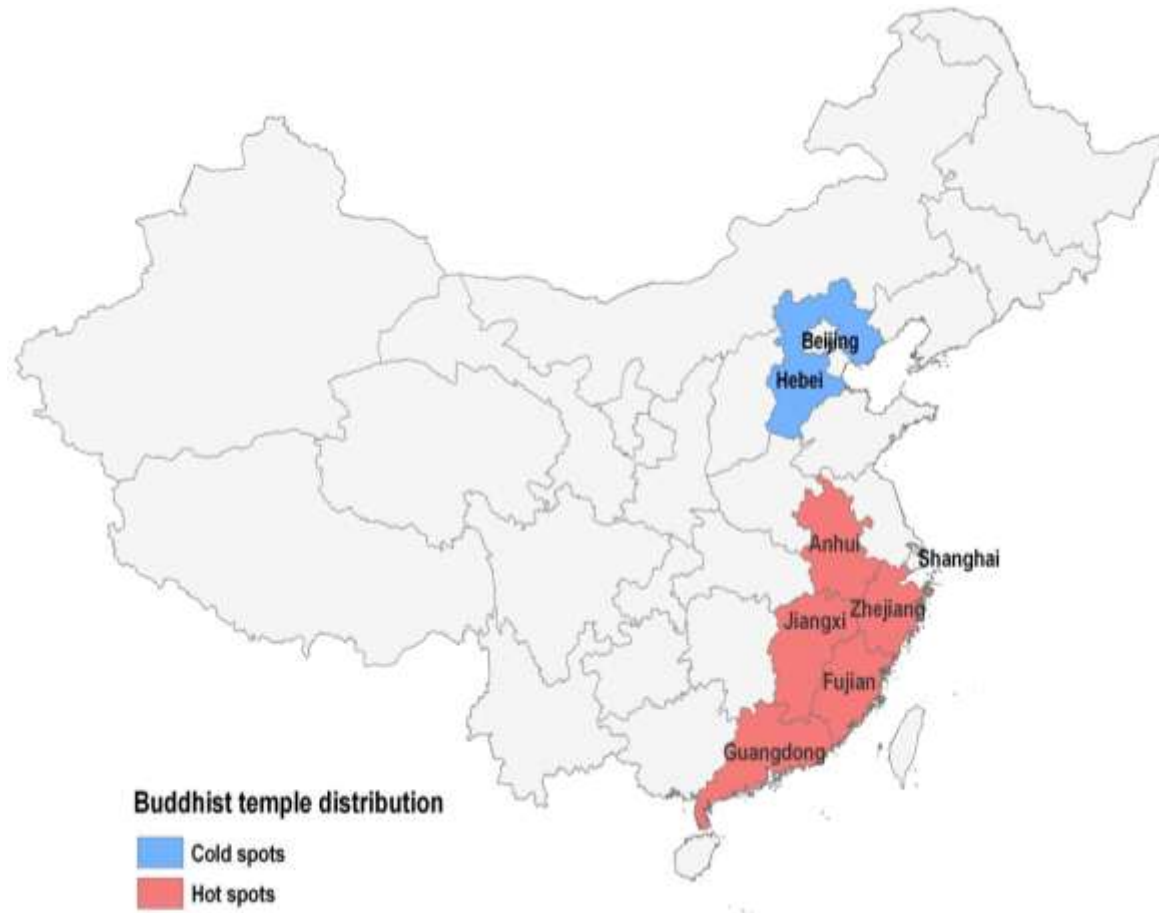 Beijing
Hebei
Anhui
Shanghai
Zhejiang
Jiangxi
Fujian
Guangdong
Buddhist temple distribution
Cold spots
Hot spots